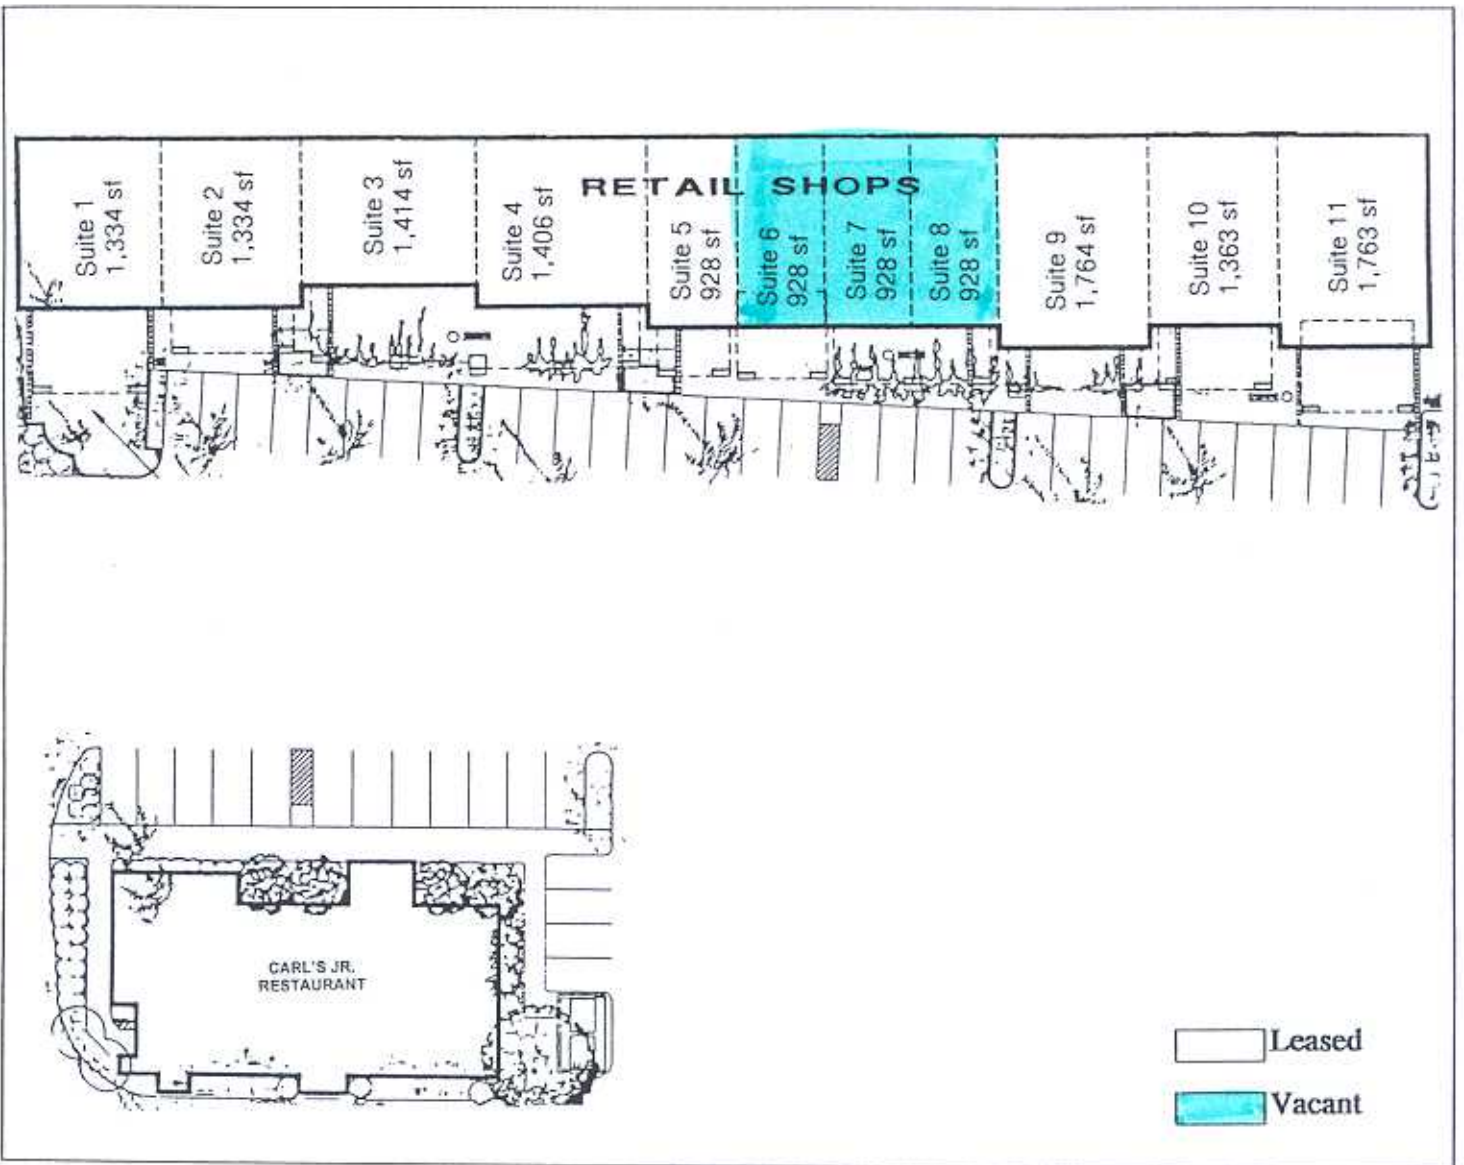 RETAIL SHOPS
Suite 1
1,334 sf
Suite 2
1,334 sf
Suite 3
1,414 sf
Suite 4
1,406 sf
Suite 5
928 sf
Suite 6
928 sf
Suite 7
928 sf
Suite 8
928 sf
Suite 9
1,764 sf
Suite 10
1,363 sf
Suite 11
1,763 sf
CARL'S JR.
RESTAURANT
Leased
Vacant